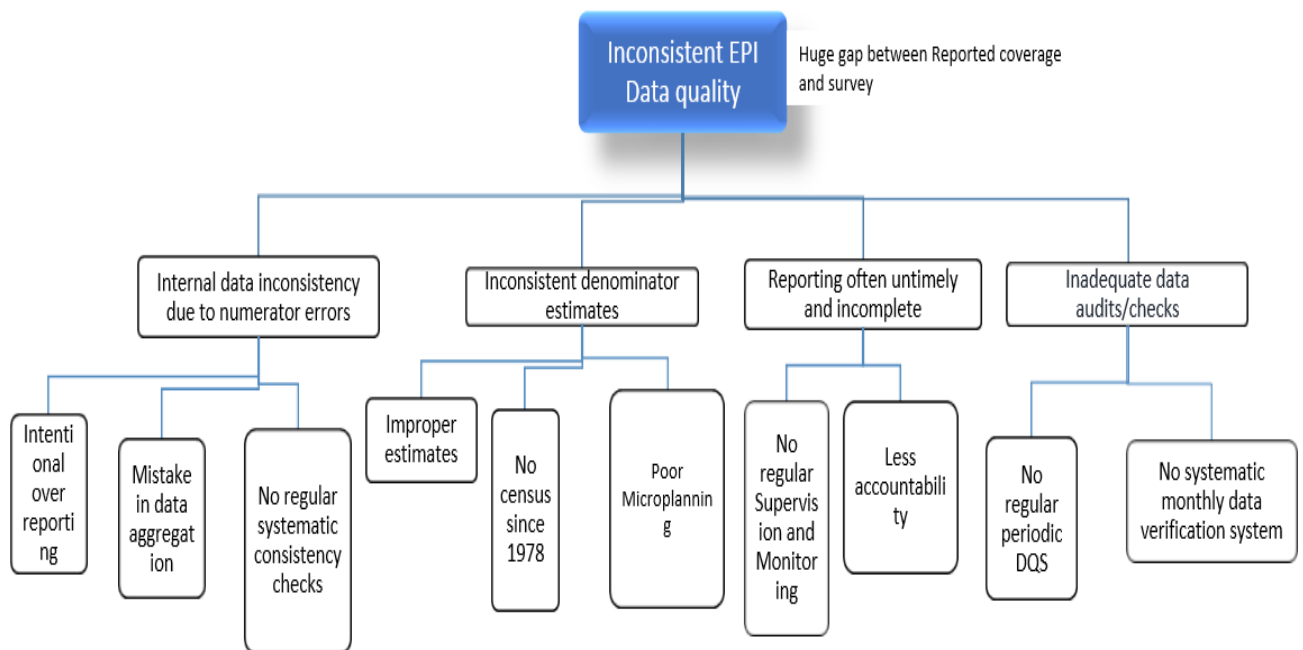 Inconsistent EPI
Data quality
Huge gap between Reported coverage
and survey
Internal data inconsistency
due to numerator errors
Inconsistent denominator
estimates
Reporting often untimely
and incomplete
Inadequate data
audits/checks
Intenti
onal
over
reporti
ng
Mistake
in data
aggregat
ion
No regular
systematic
consistency
checks
Improper
estimates
No
census
since
1978
Poor
Microplannin
g
No
regular
Supervis
ion and
Monitor
ing
Less
accountabili
ty
No
regular
periodic
DQS
No systematic
monthly data
verification system